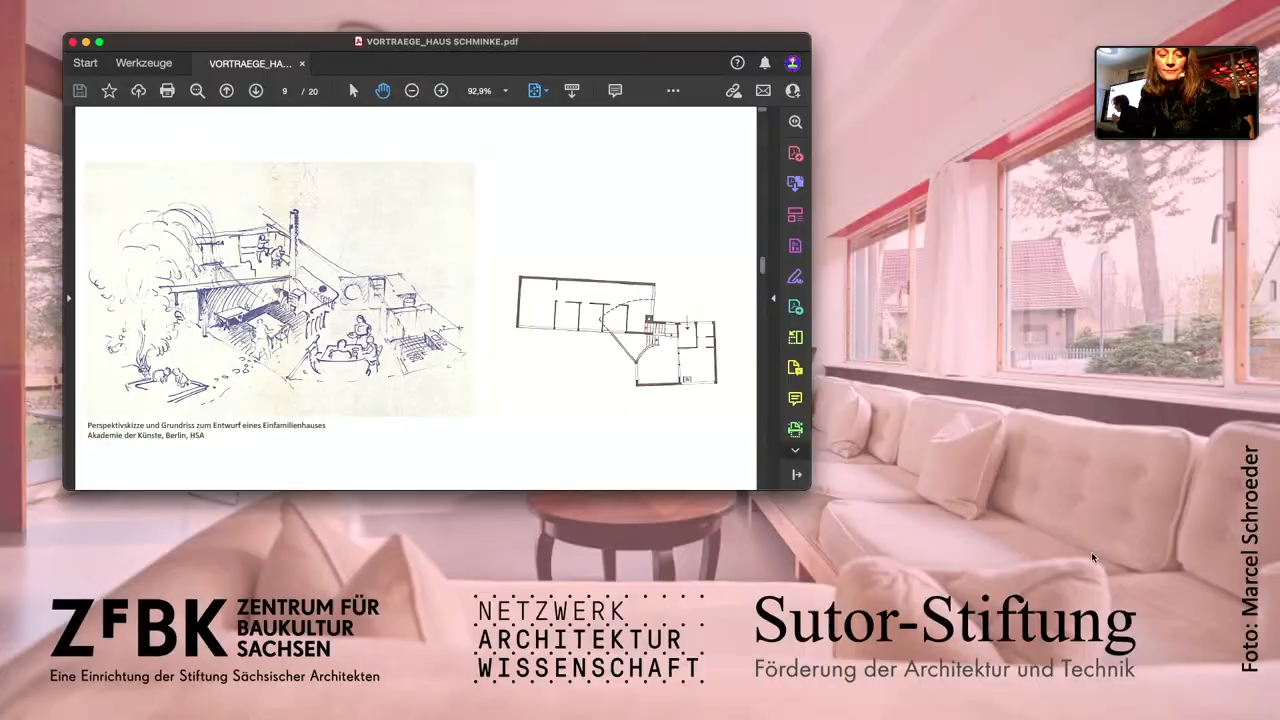 VORTRAEGE_HAUS SCHMINKE.pdf
Start
Werkzeuge
VORTRAEGE_HA...
9
/ 20
92,9%
Perspektivskizze und Grundriss zum Entwurf eines Einfamilienhauses
Akademie der Künste, Berlin, HSA
Foto: Marcel Schroeder
ZFBK
ZENTRUM FÜR
BAUKULTUR
SACHSEN
Eine Einrichtung der Stiftung Sächsischer Architekten
NETZWERK
ARCHITEKTUR
WISSENSCHAFT
Sutor-Stiftung
Förderung der Architektur und Technik